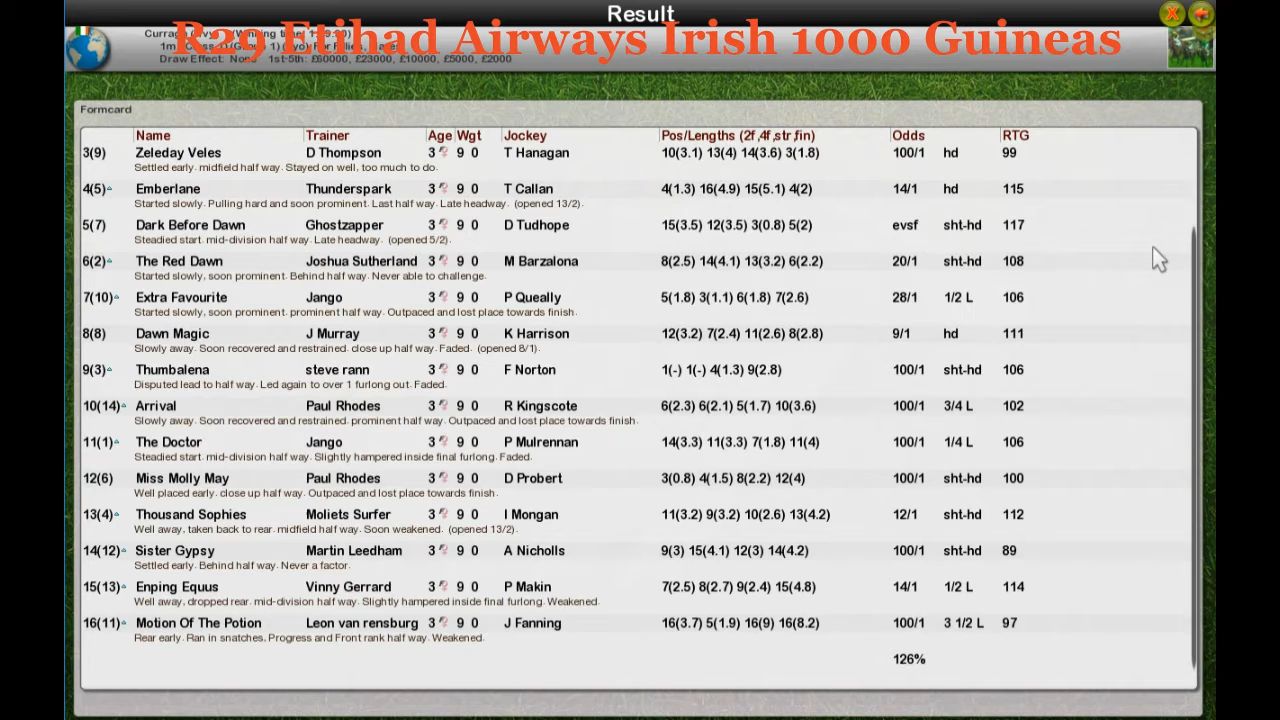 Result
R29 Etihad Airways Irish 1000 Guineas
Draw Effect: None 1st-5th: £60000, £23000, £10000, £5000, £2000
Formcard
Name Trainer Age Wgt Jockey Pos/Lengths (2f,4f,str,fin) Odds RTG
3(9) Zeleday Veles D Thompson 3 9 0 T Hanagan 10(3.1) 13(4) 14(3.6) 3(1.8) 100/1 hd 99
Settled early. midfield half way. Stayed on well, too much to do.
4(5) Emberlane Thunderspark 3 9 0 T Callan 4(1.3) 16(4.9) 15(5.1) 4(2) 14/1 hd 115
Started slowly. Pulling hard and soon prominent. Last half way. Late headway. (opened 13/2).
5(7) Dark Before Dawn Ghostzapper 3 9 0 D Tudhope 15(3.5) 12(3.5) 3(0.8) 5(2) evsf sht-hd 117
Steadied start. mid-division half way. Late headway. (opened 5/2).
6(2) The Red Dawn Joshua Sutherland 3 9 0 M Barzalona 8(2.5) 14(4.1) 13(3.2) 6(2.2) 20/1 sht-hd 108
Started slowly, soon prominent. Behind half way. Never able to challenge.
7(10) Extra Favourite Jango 3 9 0 P Queally 5(1.8) 3(1.1) 6(1.8) 7(2.6) 28/1 1/2 L 106
Started slowly, soon prominent. prominent half way. Outpaced and lost place towards finish.
8(8) Dawn Magic J Murray 3 9 0 K Harrison 12(3.2) 7(2.4) 11(2.6) 8(2.8) 9/1 hd 111
Slowly away. Soon recovered and restrained. close up half way. Faded. (opened 8/1).
9(3) Thumbalena steve rann 3 9 0 F Norton 1(-) 1(-) 4(1.3) 9(2.8) 100/1 sht-hd 106
Disputed lead to half way. Led again to over 1 furlong out. Faded.
10(14) Arrival Paul Rhodes 3 9 0 R Kingscote 6(2.3) 6(2.1) 5(1.7) 10(3.6) 100/1 3/4 L 102
Slowly away. Soon recovered and restrained. prominent half way. Outpaced and lost place towards finish.
11(1) The Doctor Jango 3 9 0 P Mulrennan 14(3.3) 11(3.3) 7(1.8) 11(4) 100/1 1/4 L 106
Steadied start. mid-division half way. Slightly hampered inside final furlong. Faded.
12(6) Miss Molly May Paul Rhodes 3 9 0 D Probert 3(0.8) 4(1.5) 8(2.2) 12(4) 100/1 sht-hd 100
Well placed early. close up half way. Outpaced and lost place towards finish.
13(4) Thousand Sophies Moliets Surfer 3 9 0 I Mongan 11(3.2) 9(3.2) 10(2.6) 13(4.2) 12/1 sht-hd 112
Well away, taken back to rear. midfield half way. Soon weakened. (opened 13/2).
14(12) Sister Gypsy Martin Leedham 3 9 0 A Nicholls 9(3) 15(4.1) 12(3) 14(4.2) 100/1 sht-hd 89
Settled early. Behind half way. Never a factor.
15(13) Enping Equus Vinny Gerrard 3 9 0 P Makin 7(2.5) 8(2.7) 9(2.4) 15(4.8) 14/1 1/2 L 114
Well away, dropped rear. mid-division half way. Slightly hampered inside final furlong. Weakened.
16(11) Motion Of The Potion Leon van rensburg 3 9 0 J Fanning 16(3.7) 5(1.9) 16(9) 16(8.2) 100/1 3 1/2 L 97
Rear early. Ran in snatches, Progress and Front rank half way. Weakened.
126%